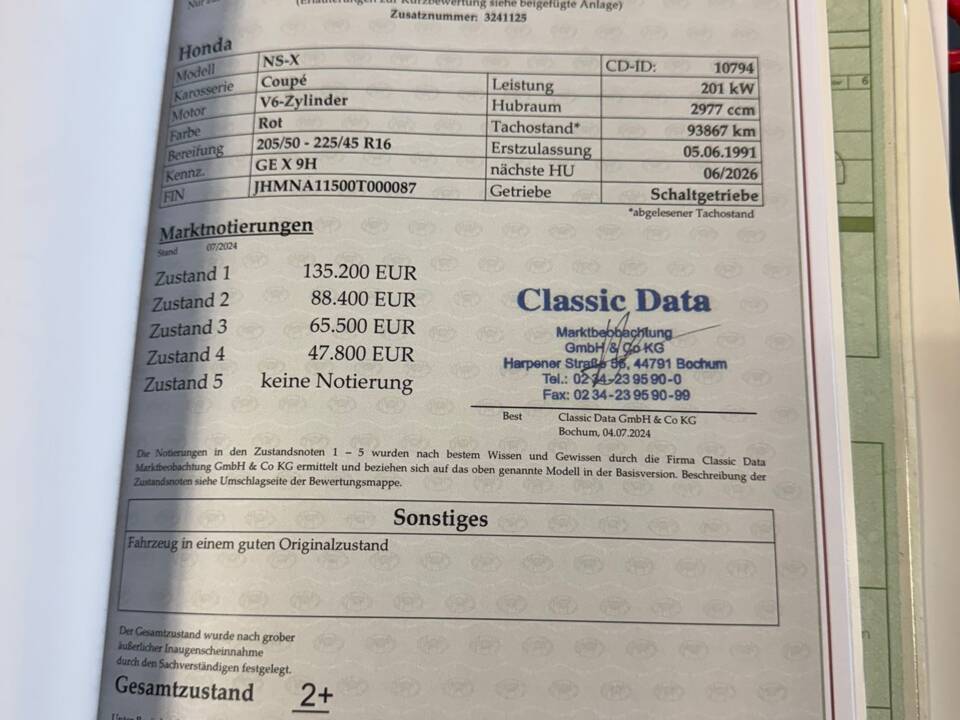 (Erläuterungen zur Kurzbewertung siehe beigefügte Anlage)
Zusatznummer: 3241125
Honda
Modell NS-X CD-ID: 10794
Karosserie Coupé Leistung 201 kW
Motor V6-Zylinder Hubraum 2977 ccm
Farbe Rot Tachostand* 93867 km
Bereifung 205/50 - 225/45 R16 Erstzulassung 05.06.1991
Kennz. GE X 9H nächste HU 06/2026
FIN JHMNA11500T000087 Getriebe Schaltgetriebe
*abgelesener Tachostand
Marktnotierungen
Stand 07/2024
Zustand 1 135.200 EUR
Zustand 2 88.400 EUR
Zustand 3 65.500 EUR
Zustand 4 47.800 EUR
Zustand 5 keine Notierung
Classic Data
Marktbeobachtung
GmbH & Co KG
Harpener Straße 56, 44791 Bochum
Tel.: 02 34-23 95 90-0
Fax: 02 34-23 95 90-99
Best Classic Data GmbH & Co KG
Bochum, 04.07.2024
Die Notierungen in den Zustandsnoten 1 – 5 wurden nach bestem Wissen und Gewissen durch die Firma Classic Data
Marktbeobachtung GmbH & Co KG ermittelt und beziehen sich auf das oben genannte Modell in der Basisversion. Beschreibung der
Zustandsnoten siehe Umschlagseite der Bewertungsmappe.
Sonstiges
Fahrzeug in einem guten Originalzustand
Der Gesamtzustand wurde nach grober
äußerlicher Inaugenscheinnahme
durch den Sachverständigen festgelegt.
Gesamtzustand 2+